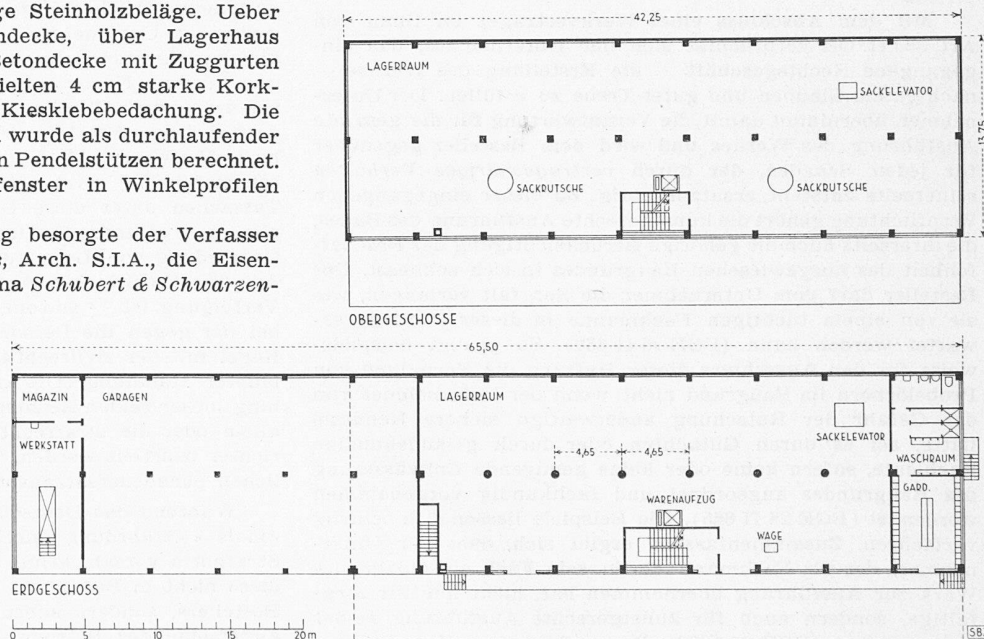 ge Steinholzbeläge. Ueber
ndecke, über Lagerhaus
Betondecke mit Zuggurten
ielten 4 cm starke Kork-
Kiesklebebedachung. Die
wurde als durchlaufender
n Pendelstützen berechnet.
fenster in Winkelprofilen
g besorgte der Verfasser
Arch. S.I.A., die Eisen-
ma Schubert & Schwarzen-
42,25
LAGERRAUM
SACKELEVATOR
SACKRUTSCHE
SACKRUTSCHE
OBERGESCHOSSE
65,50
MAGAZIN
GARAGEN
LAGERRAUM
WERKSTATT
SACKELEVATOR
4,65
4,65
WASCHRAUM
GARD.
WARENAUFZUG
WAGE
ERDGESCHOSS
0 5 10 15 20m
SB